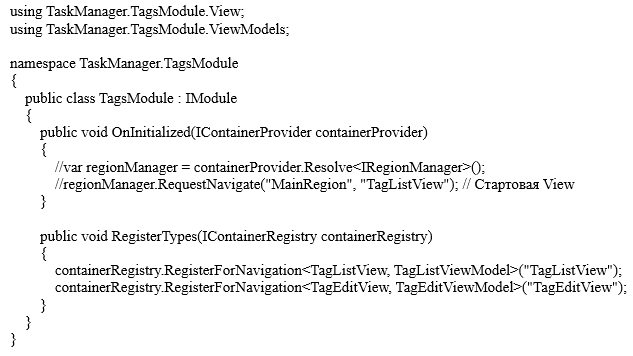 using TaskManager.TagsModule.View;
using TaskManager.TagsModule.ViewModels;

namespace TaskManager.TagsModule
{
    public class TagsModule : IModule
    {
        public void OnInitialized(IContainerProvider containerProvider)
        {
            //var regionManager = containerProvider.Resolve<IRegionManager>();
            //regionManager.RequestNavigate("MainRegion", "TagListView"); // Стартовая View
        }

        public void RegisterTypes(IContainerRegistry containerRegistry)
        {
            containerRegistry.RegisterForNavigation<TagListView, TagListViewModel>("TagListView");
            containerRegistry.RegisterForNavigation<TagEditView, TagEditViewModel>("TagEditView");
        }
    }
}